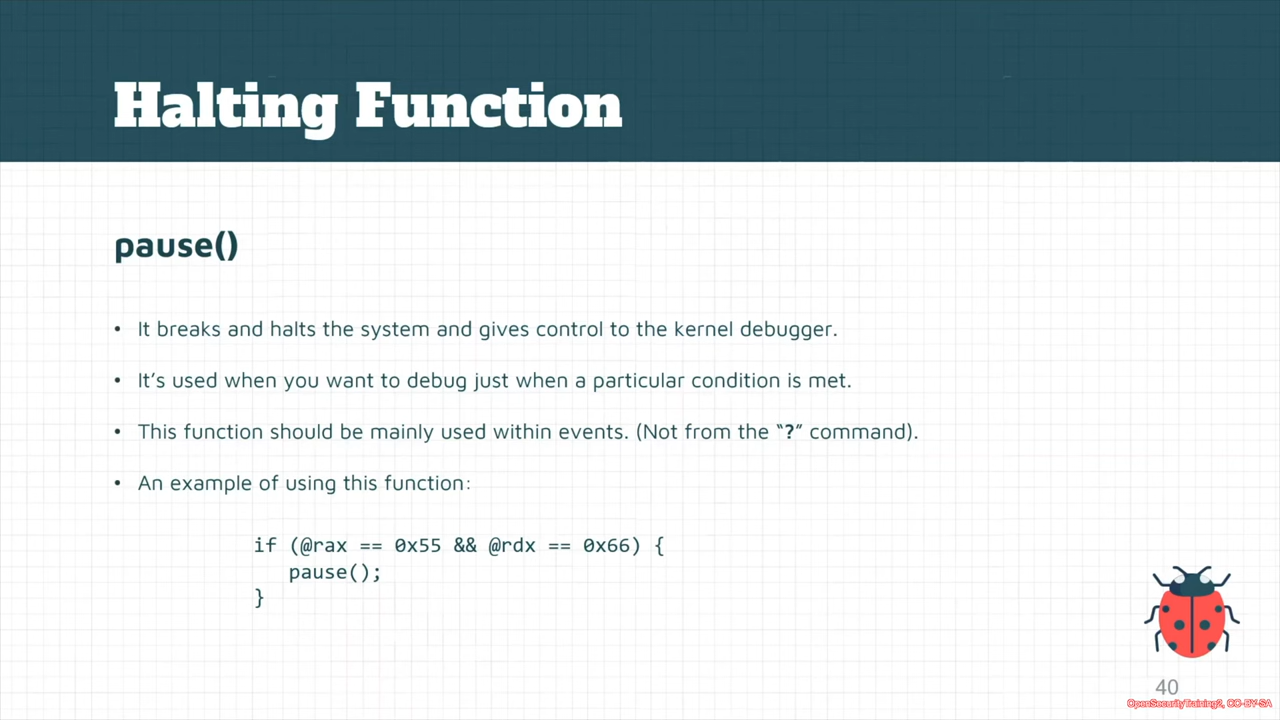 Halting Function
pause()
• It breaks and halts the system and gives control to the kernel debugger.
• It’s used when you want to debug just when a particular condition is met.
• This function should be mainly used within events. (Not from the “?” command).
• An example of using this function:
if (@rax == 0x55 && @rdx == 0x66) {
   pause();
}
40
OpenSecurityTraining2, CC-BY-SA